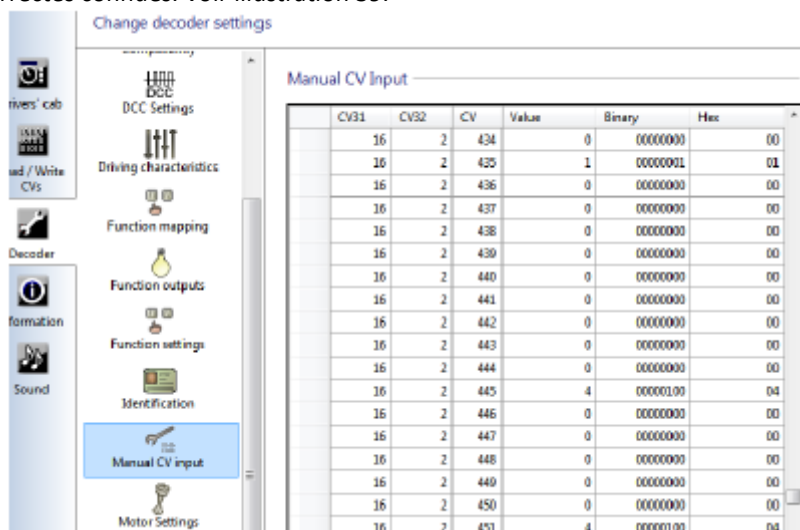 Change decoder settings
rivers' cab
ad / Write
CVs
Decoder
formation
Sound
DCC
DCC Settings
Driving characteristics
Function mapping
Function outputs
Function settings
Identification
Manual CV input
Motor Settings
Manual CV Input
CV31 CV32 CV Value Binary Hex
16 2 434 0 00000000 00
16 2 435 1 00000001 01
16 2 436 0 00000000 00
16 2 437 0 00000000 00
16 2 438 0 00000000 00
16 2 439 0 00000000 00
16 2 440 0 00000000 00
16 2 441 0 00000000 00
16 2 442 0 00000000 00
16 2 443 0 00000000 00
16 2 444 0 00000000 00
16 2 445 4 00000100 04
16 2 446 0 00000000 00
16 2 447 0 00000000 00
16 2 448 0 00000000 00
16 2 449 0 00000000 00
16 2 450 0 00000000 00
16 2 451 4 00000100 04